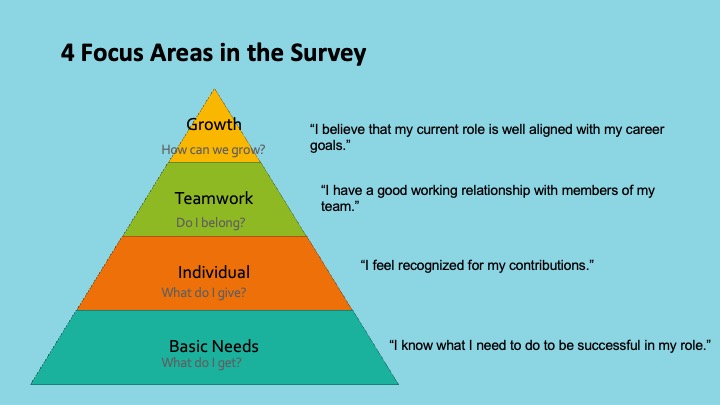 4 Focus Areas in the Survey
Growth
How can we grow?
“I believe that my current role is well aligned with my career
goals.”
Teamwork
Do I belong?
“I have a good working relationship with members of my
team.”
Individual
What do I give?
“I feel recognized for my contributions.”
Basic Needs
What do I get?
“I know what I need to do to be successful in my role.”